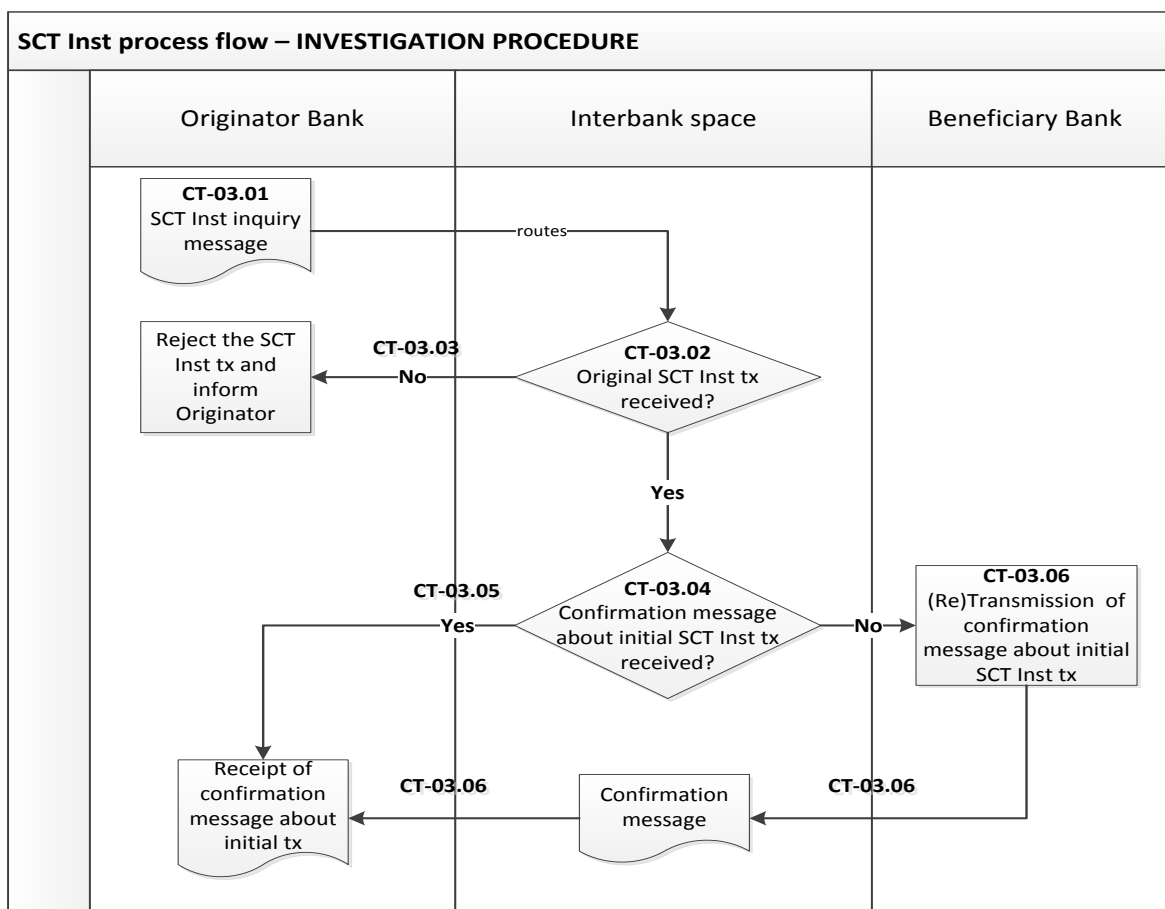 SCT Inst process flow – INVESTIGATION PROCEDURE
Originator Bank
Interbank space
Beneficiary Bank
CT-03.01
SCT Inst inquiry
message
routes
Reject the SCT
Inst tx and
inform
Originator
CT-03.03
No
CT-03.02
Original SCT Inst tx
received?
Yes
CT-03.05
Yes
CT-03.04
Confirmation message
about initial SCT Inst tx
received?
No
CT-03.06
(Re)Transmission of
confirmation
message about initial
SCT Inst tx
Receipt of
confirmation
message about
initial tx
CT-03.06
Confirmation
message
CT-03.06